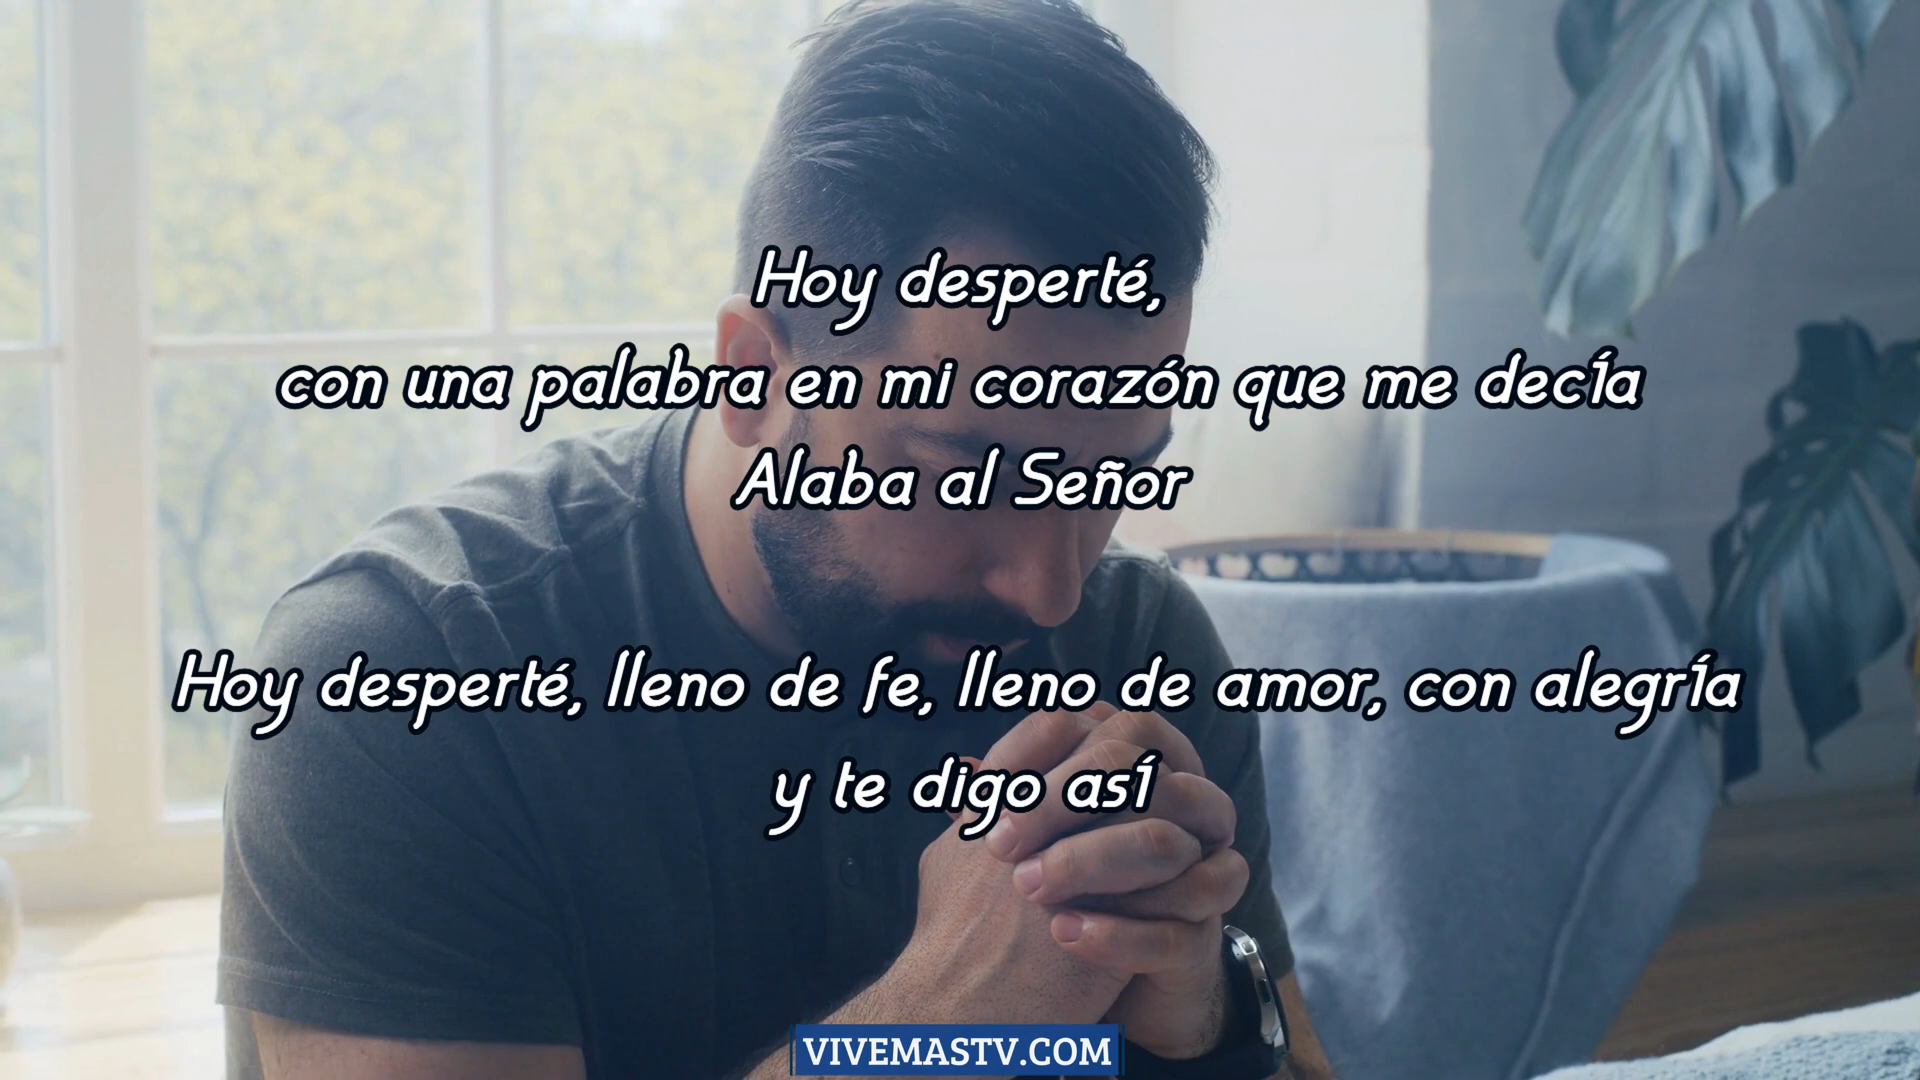 Hoy desperté,
con una palabra en mi corazón que me decía
Alaba al Señor
Hoy desperté, lleno de fe, lleno de amor, con alegría
y te digo así
VIVEMASTV.COM